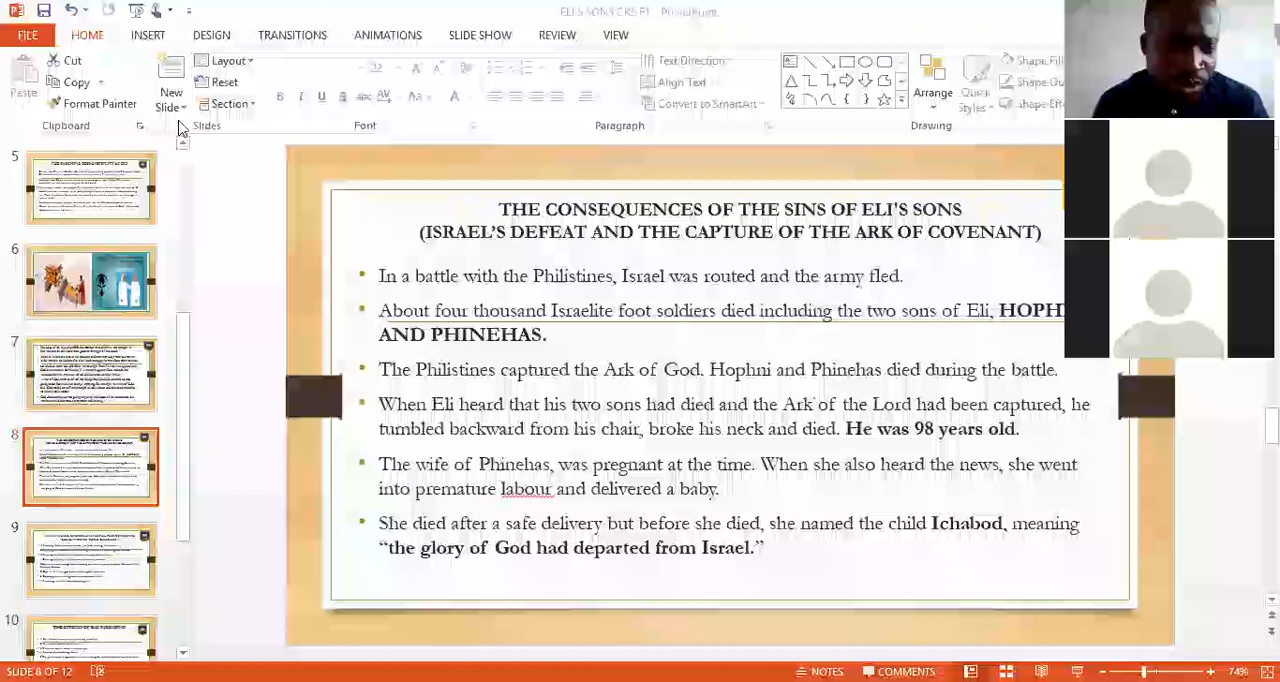 ELI'S SONS CRS F1 - PowerPoint
FILE HOME INSERT DESIGN TRANSITIONS ANIMATIONS SLIDE SHOW REVIEW VIEW
Paste
Cut
Copy
Format Painter
Clipboard
New
Slide
Layout
Reset
Section
Slides
Font
Text Direction
Align Text
Convert to SmartArt
Paragraph
Arrange
Quick
Styles
Shape Fill
Shape Ou
Shape Effe
Drawing
5
6
7
8
9
10
THE CONSEQUENCES OF THE SINS OF ELI'S SONS
(ISRAEL'S DEFEAT AND THE CAPTURE OF THE ARK OF COVENANT)
In a battle with the Philistines, Israel was routed and the army fled.
About four thousand Israelite foot soldiers died including the two sons of Eli, HOPH
AND PHINEHAS.
The Philistines captured the Ark of God. Hophni and Phinehas died during the battle.
When Eli heard that his two sons had died and the Ark of the Lord had been captured, he
tumbled backward from his chair, broke his neck and died. He was 98 years old.
The wife of Phinehas, was pregnant at the time. When she also heard the news, she went
into premature labour and delivered a baby.
She died after a safe delivery but before she died, she named the child Ichabod, meaning
“the glory of God had departed from Israel.”
SLIDE 8 OF 12
NOTES COMMENTS 74%